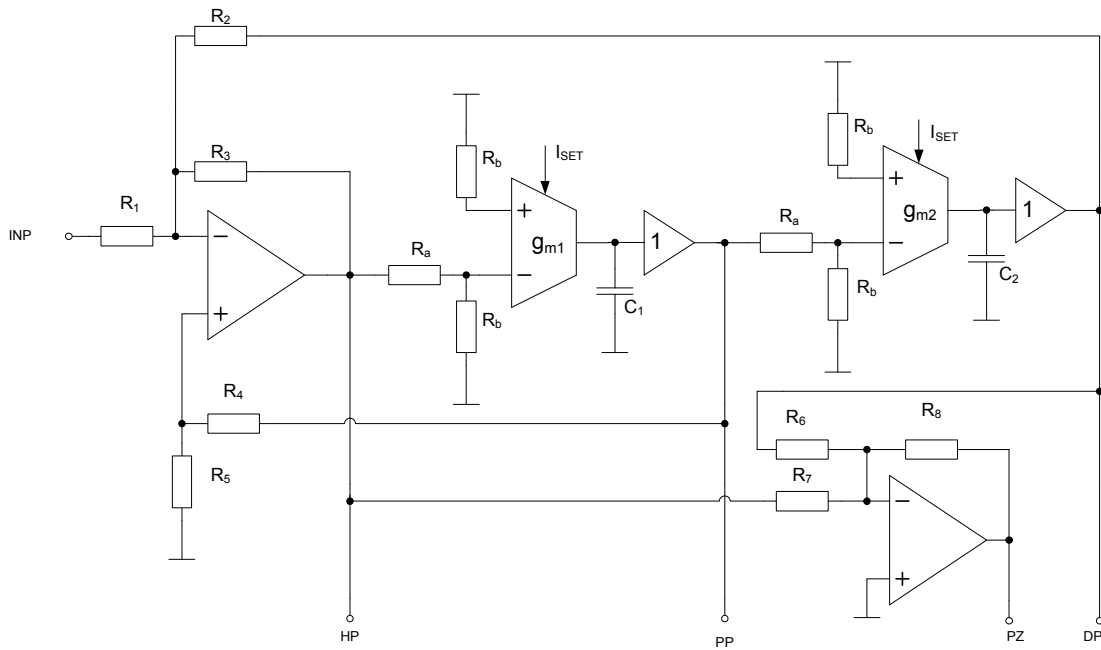 R2
Rb
ISET
Rb
ISET
R3
R1
INP
−
+
+
gm1
−
1
Ra
Rb
C1
+
gm2
−
1
Ra
Rb
C2
R4
R5
R6
R8
R7
−
+
HP
PP
PZ
DP